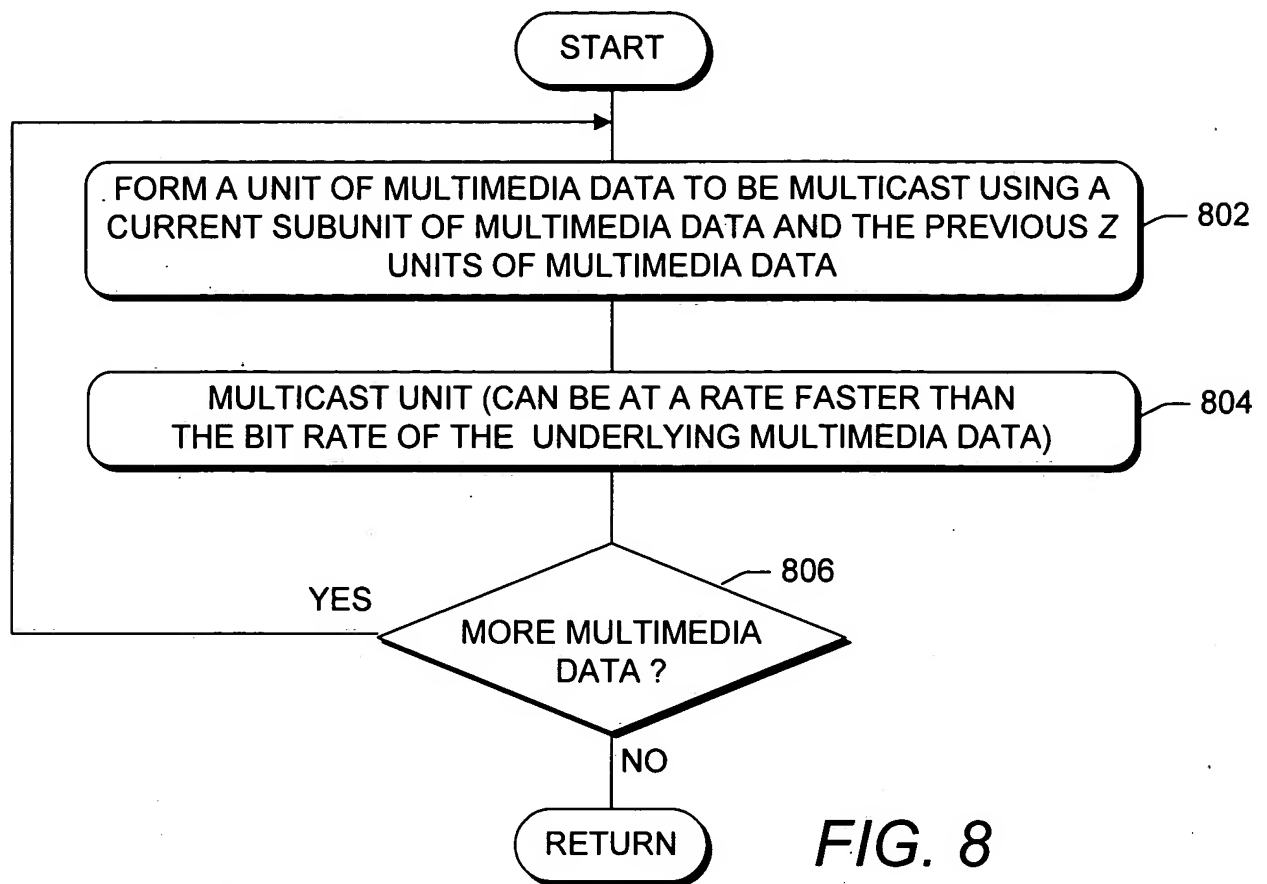 START
FORM A UNIT OF MULTIMEDIA DATA TO BE MULTICAST USING A
CURRENT SUBUNIT OF MULTIMEDIA DATA AND THE PREVIOUS Z
UNITS OF MULTIMEDIA DATA
802
MULTICAST UNIT (CAN BE AT A RATE FASTER THAN
THE BIT RATE OF THE UNDERLYING MULTIMEDIA DATA)
804
806
YES
MORE MULTIMEDIA
DATA ?
NO
RETURN
FIG. 8